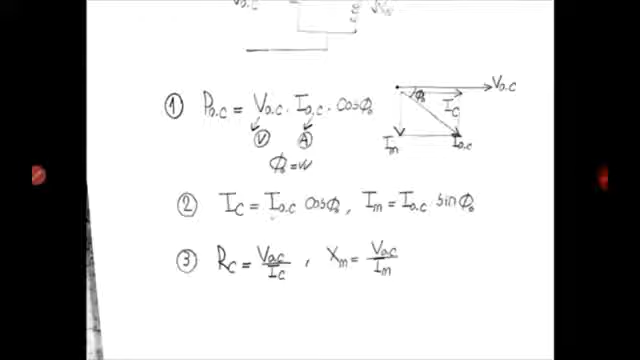 Vo.c
① Po.c = Vo.c . Io.c . cosϕo
Vo.c
ϕo
Ic
Ⓥ Ⓐ
Im
Io.c
ϕo = W
② Ic = Io.c cosϕo , Im = Io.c . sinϕo
③ Rc = Vo.c / Ic , Xm = Vo.c / Im